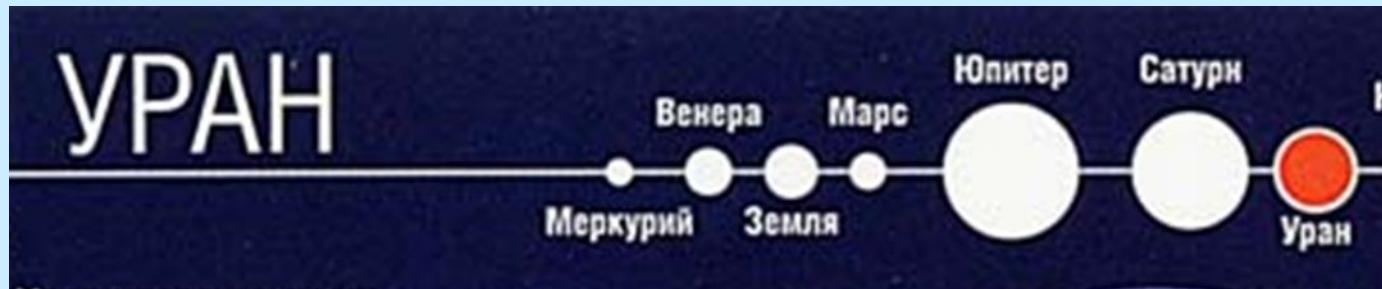 УРАН
Меркурий
Венера
Земля
Марс
Юпитер
Сатурн
Уран